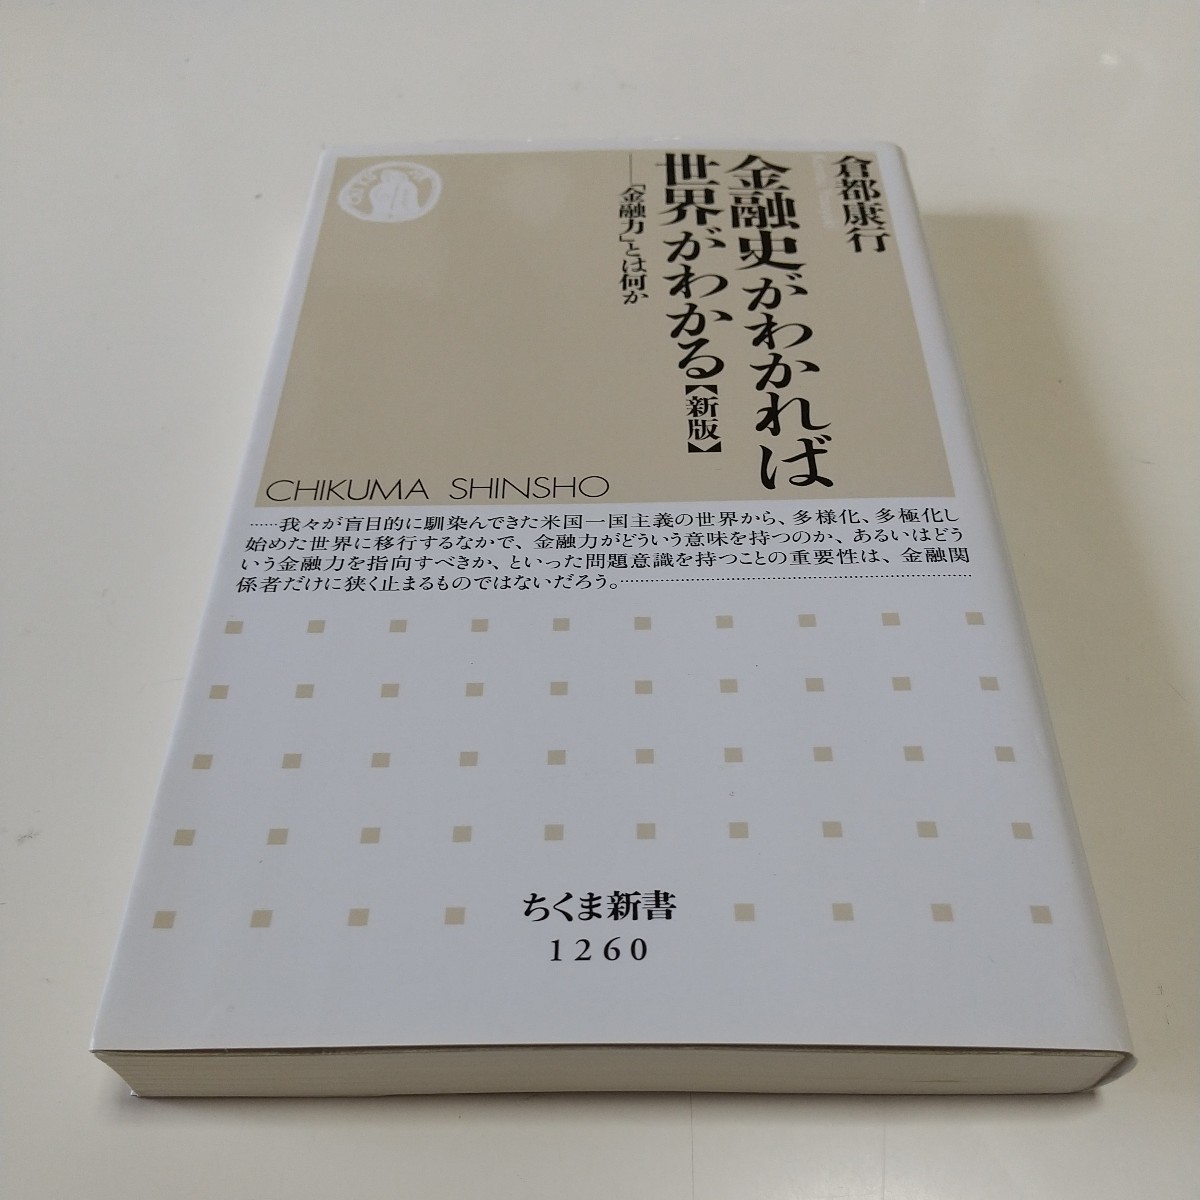 倉都康行
金融史がわかれば
世界がわかる【新版】
──「金融力」とは何か
CHIKUMA SHINSHO
……我々が盲目的に馴染んできた米国一国主義の世界から、多様化、多極化し
始めた世界に移行するなかで、金融力がどういう意味を持つのか、あるいはどう
いう金融力を指向すべきか、といった問題意識を持つことの重要性は、金融関
係者だけに狭く止まるものではないだろう。……
ちくま新書
1260